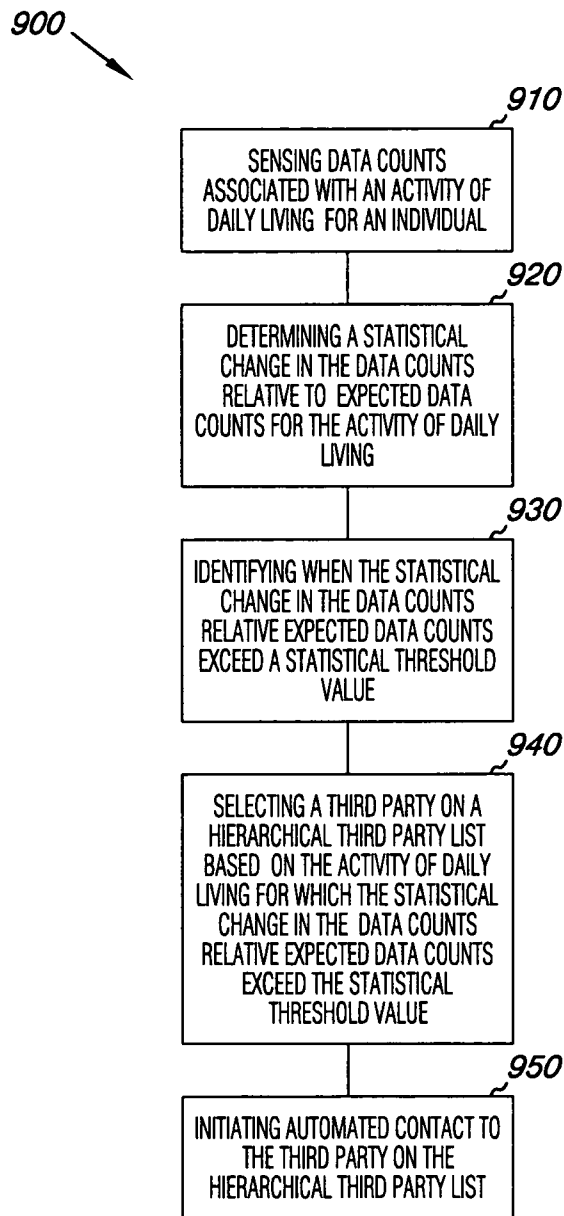 900
910
SENSING DATA COUNTS
ASSOCIATED WITH AN ACTIVITY OF
DAILY LIVING FOR AN INDIVIDUAL
920
DETERMINING A STATISTICAL
CHANGE IN THE DATA COUNTS
RELATIVE TO EXPECTED DATA
COUNTS FOR THE ACTIVITY OF DAILY
LIVING
930
IDENTIFYING WHEN THE STATISTICAL
CHANGE IN THE DATA COUNTS
RELATIVE EXPECTED DATA COUNTS
EXCEED A STATISTICAL THRESHOLD
VALUE
940
SELECTING A THIRD PARTY ON A
HIERARCHICAL THIRD PARTY LIST
BASED ON THE ACTIVITY OF DAILY
LIVING FOR WHICH THE STATISTICAL
CHANGE IN THE DATA COUNTS
RELATIVE EXPECTED DATA COUNTS
EXCEED THE STATISTICAL
THRESHOLD VALUE
950
INITIATING AUTOMATED CONTACT TO
THE THIRD PARTY ON THE
HIERARCHICAL THIRD PARTY LIST